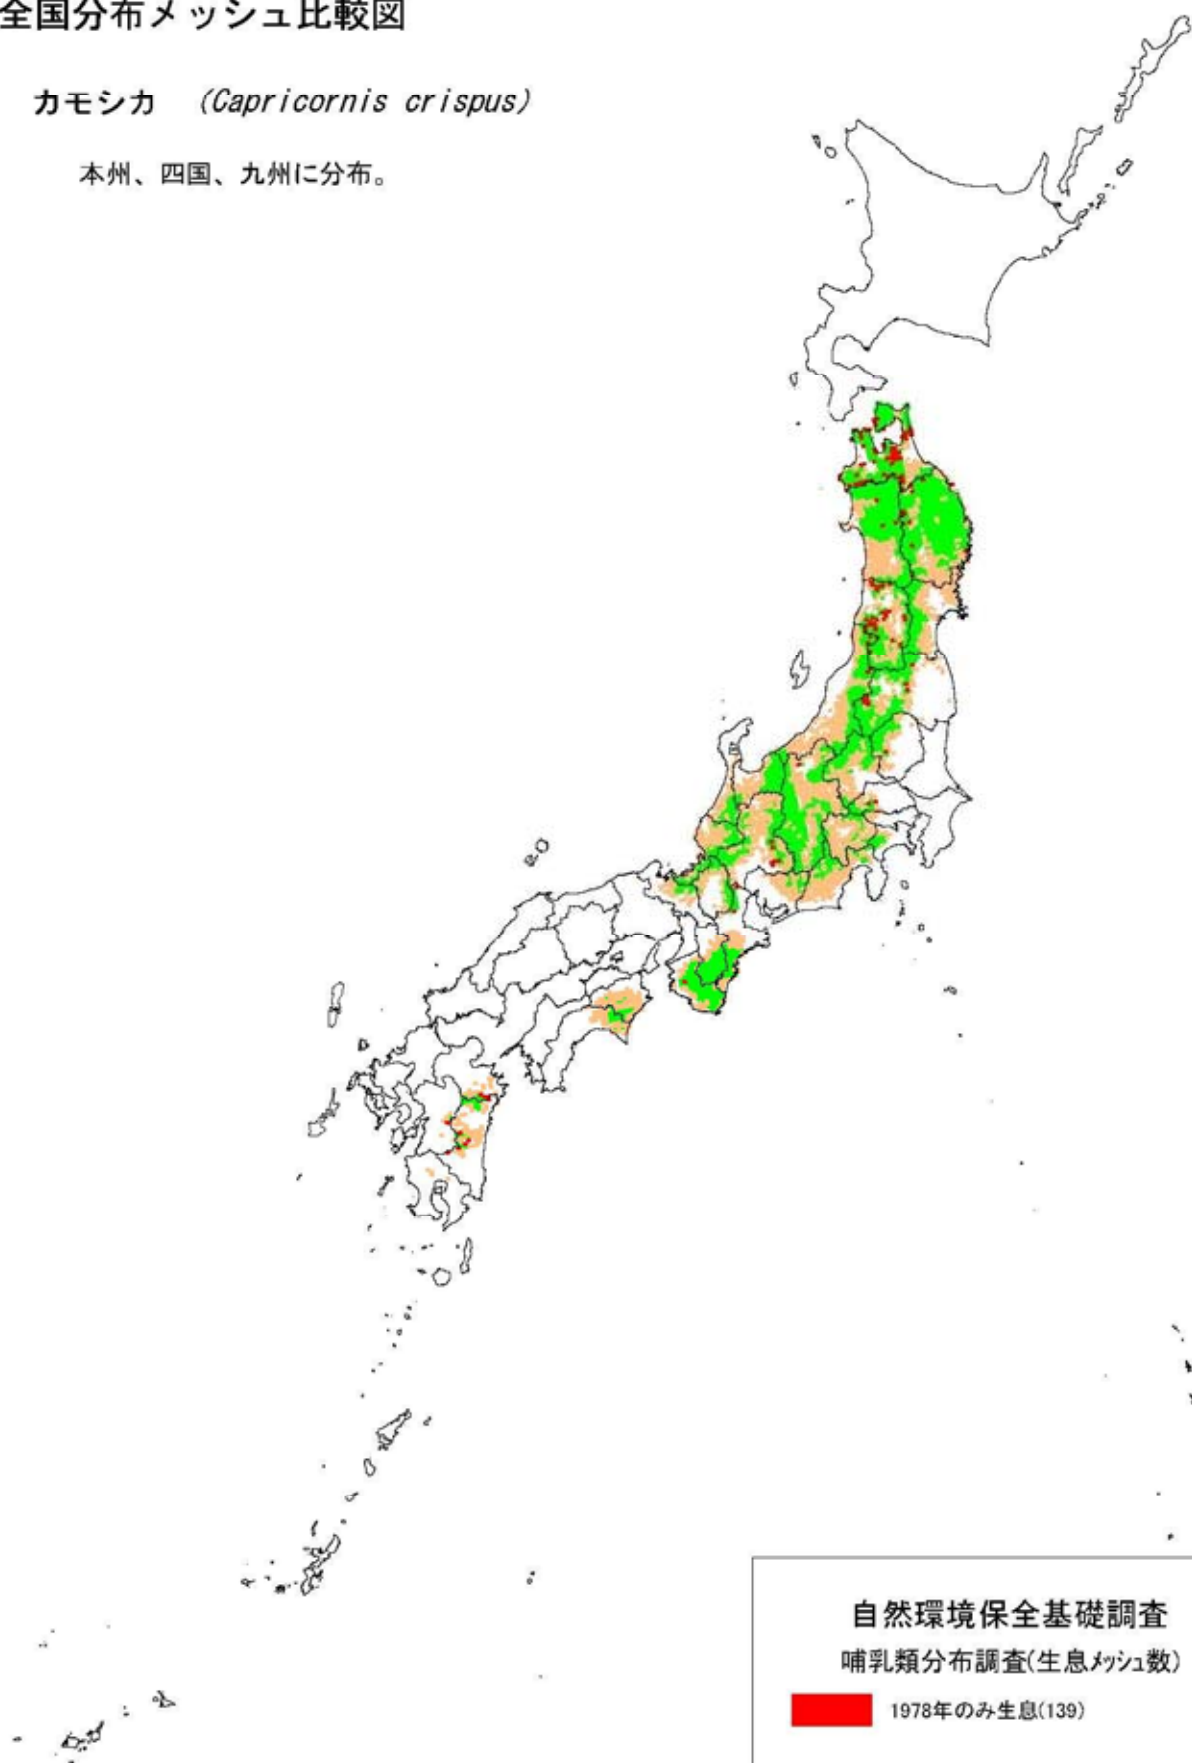 全国分布メッシュ比較図
カモシカ (Capricornis crispus)
本州、四国、九州に分布。
自然環境保全基礎調査
哺乳類分布調査(生息メッシュ数)
1978年のみ生息(139)